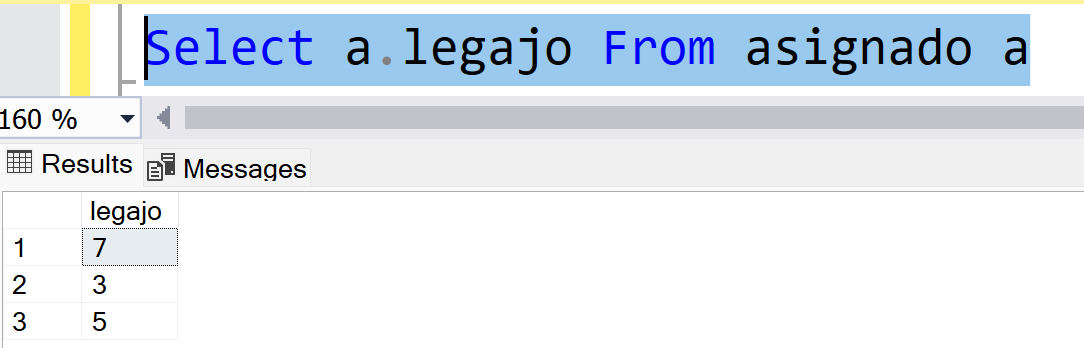 Select a.legajo From asignado a
160 %
Results Messages
legajo
1 7
2 3
3 5